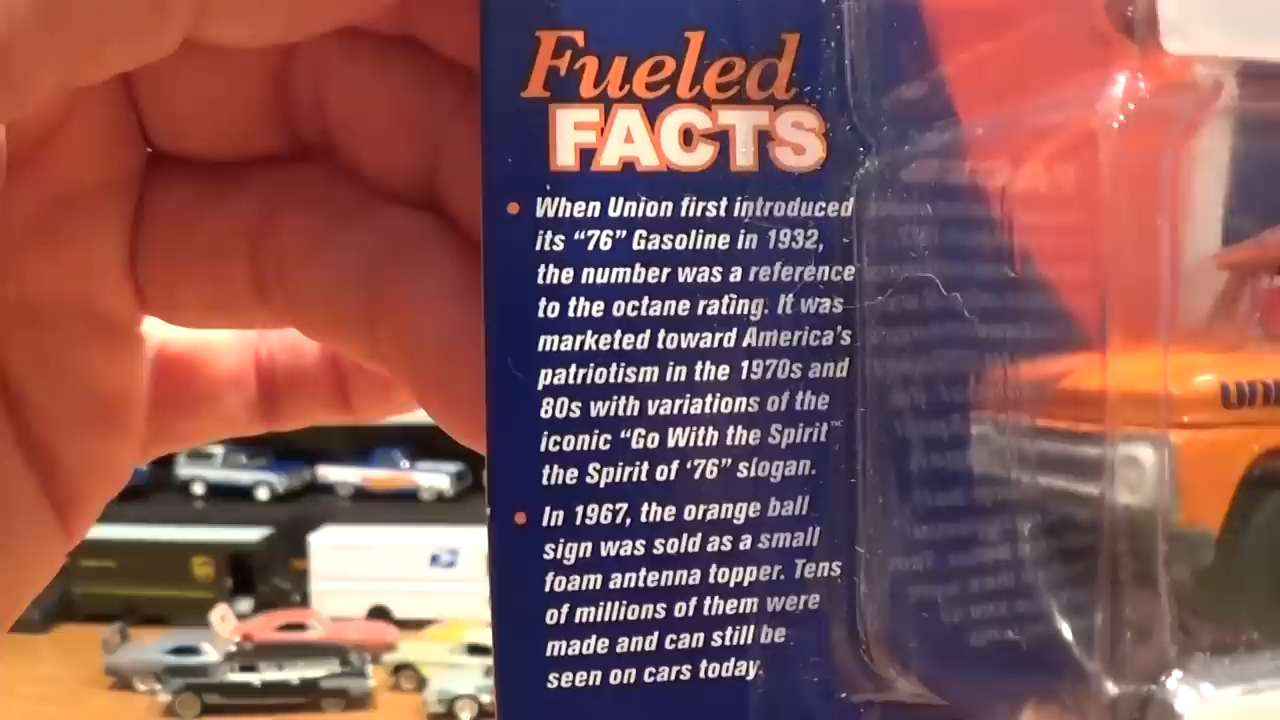 Fueled
FACTS
• When Union first introduced
its “76” Gasoline in 1932,
the number was a reference
to the octane rating. It was
marketed toward America's
patriotism in the 1970s and
80s with variations of the
iconic “Go With the Spirit™
the Spirit of ‘76” slogan.
• In 1967, the orange ball
sign was sold as a small
foam antenna topper. Tens
of millions of them were
made and can still be
seen on cars today.